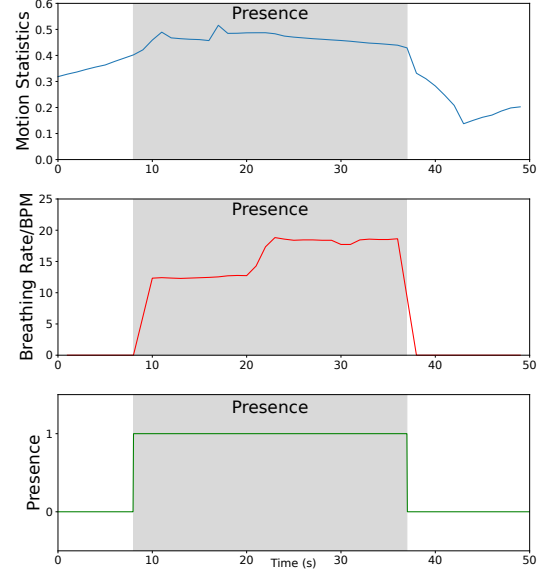 0.6
0.5
0.4
0.3
0.2
0.1
0.0
Motion Statistics
Presence
0 10 20 30 40 50
25
20
15
10
5
0
Breathing Rate/BPM
Presence
0 10 20 30 40 50
1
0
Presence
Presence
0 10 20 30 40 50
Time (s)